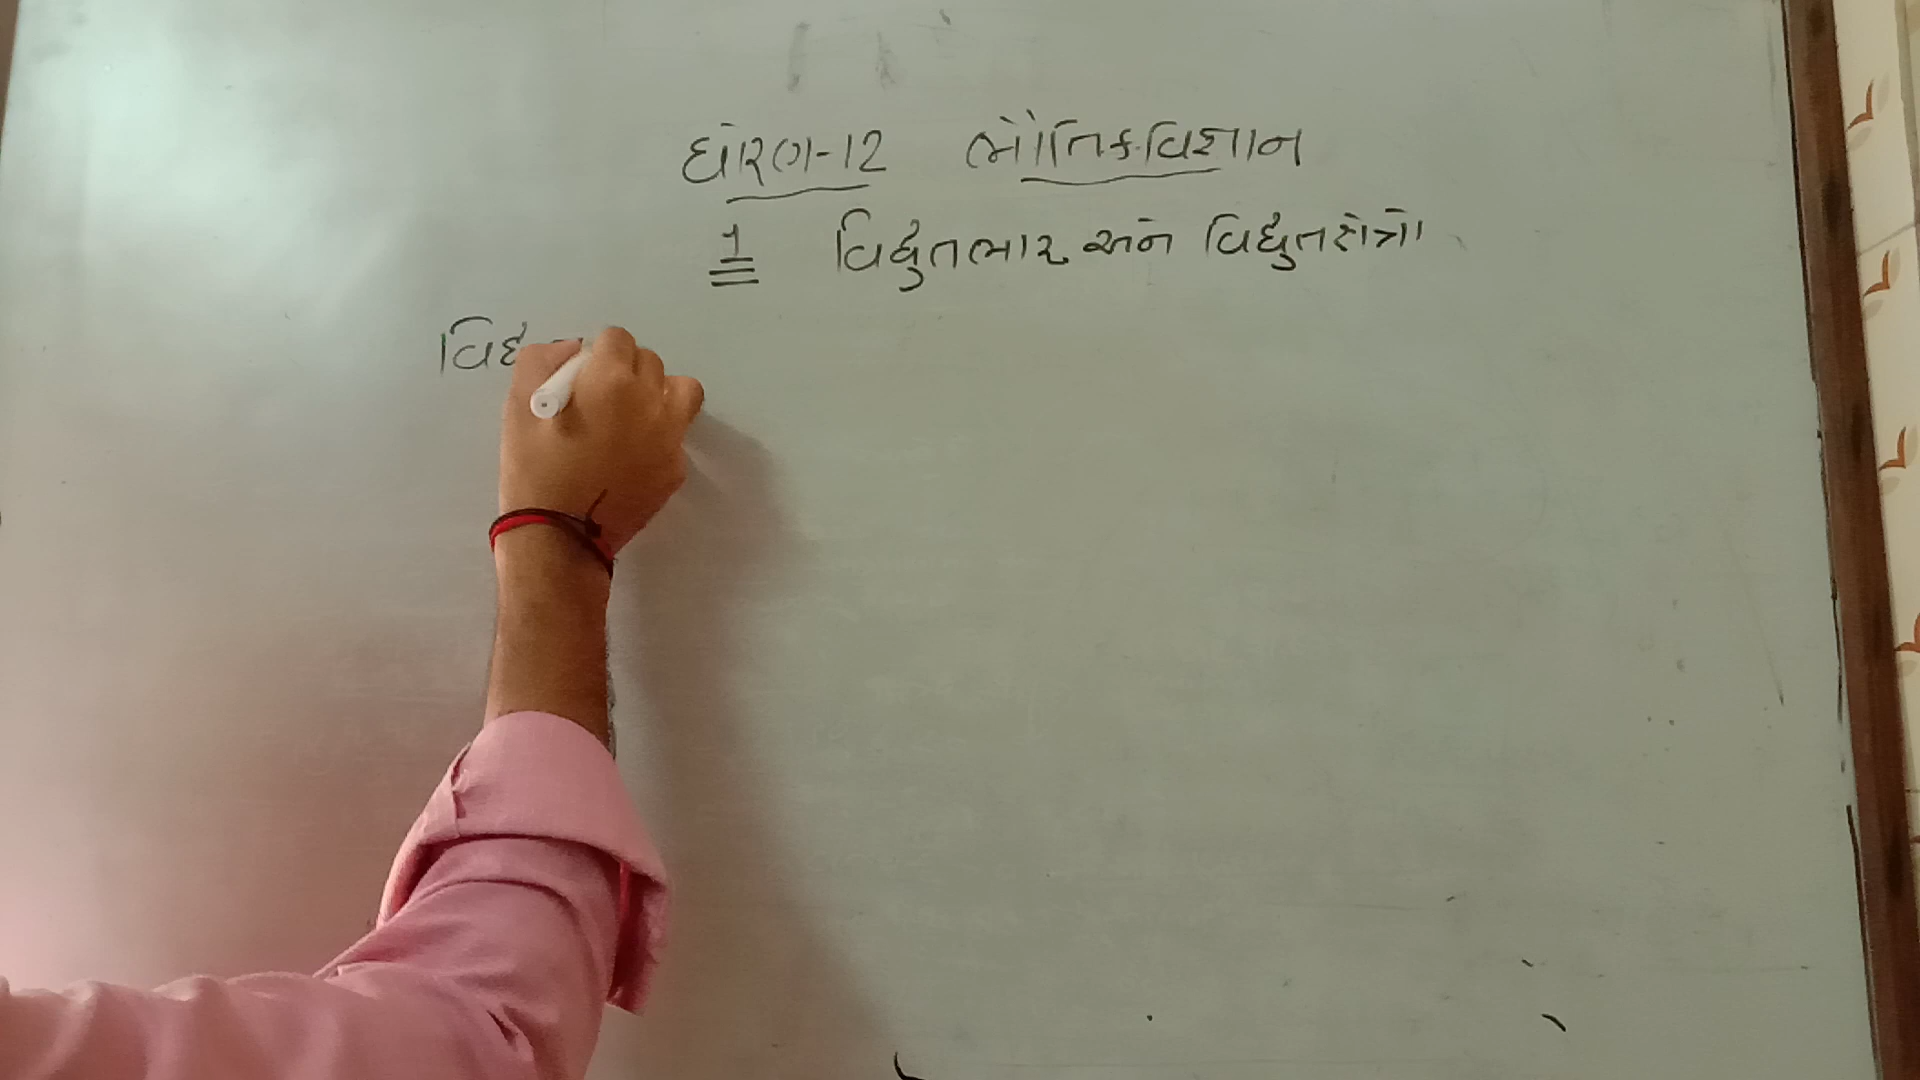 ધોરણ-12 ભૌતિકવિજ્ઞાન
1 વિદ્યુતભાર અને વિદ્યુતક્ષેત્રો